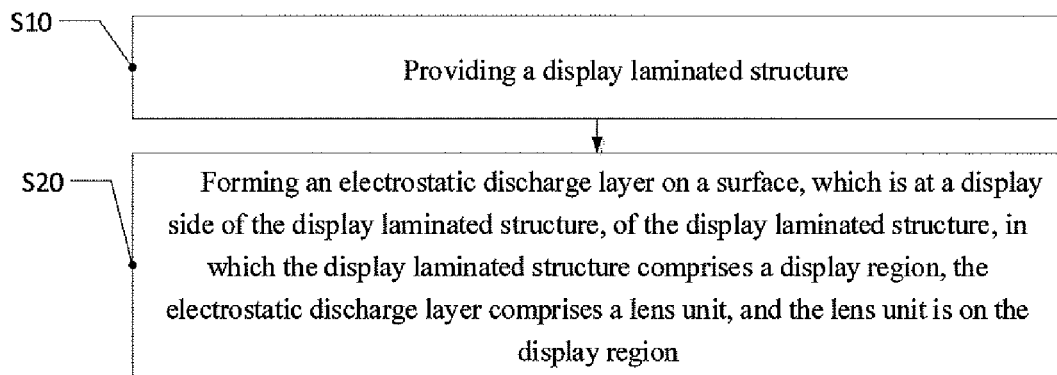 S10
Providing a display laminated structure
S20
Forming an electrostatic discharge layer on a surface, which is at a display
side of the display laminated structure, of the display laminated structure, in
which the display laminated structure comprises a display region, the
electrostatic discharge layer comprises a lens unit, and the lens unit is on the
display region